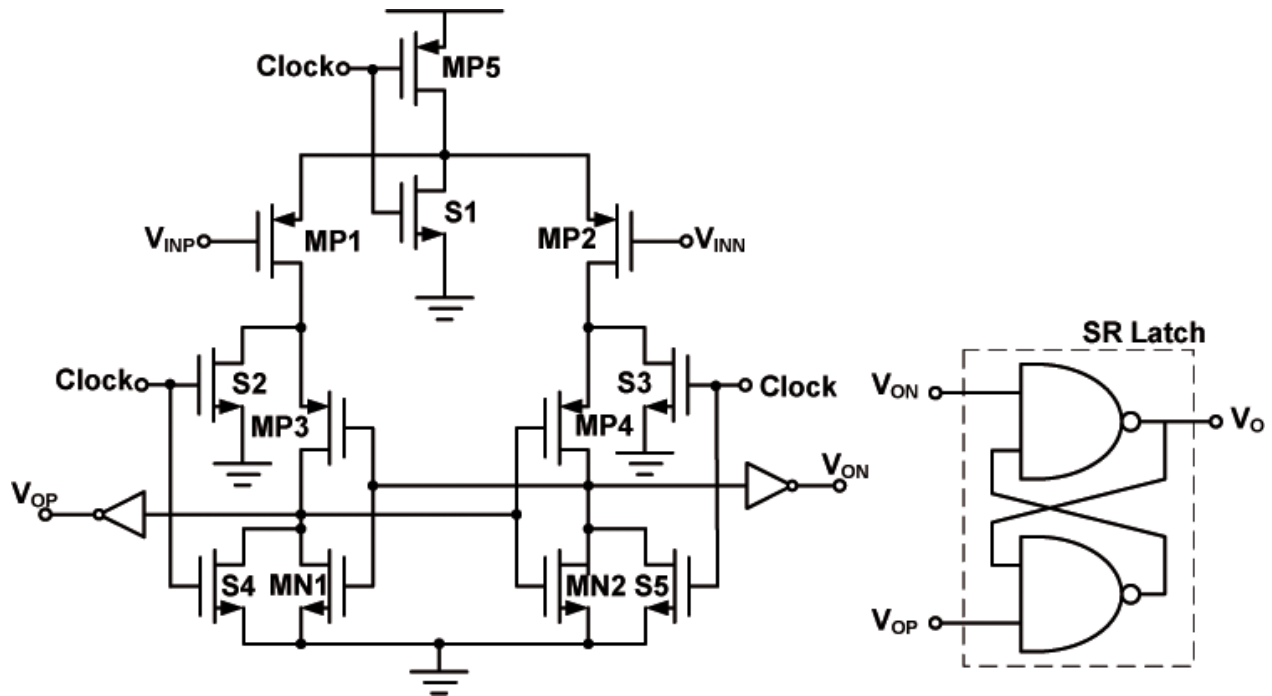 Clock
MP5
S1
VINP
MP1
MP2
VINN
SR Latch
Clock
S2
S3
Clock
VON
VO
MP3
MP4
VON
VOP
S4
MN1
MN2
S5
VOP